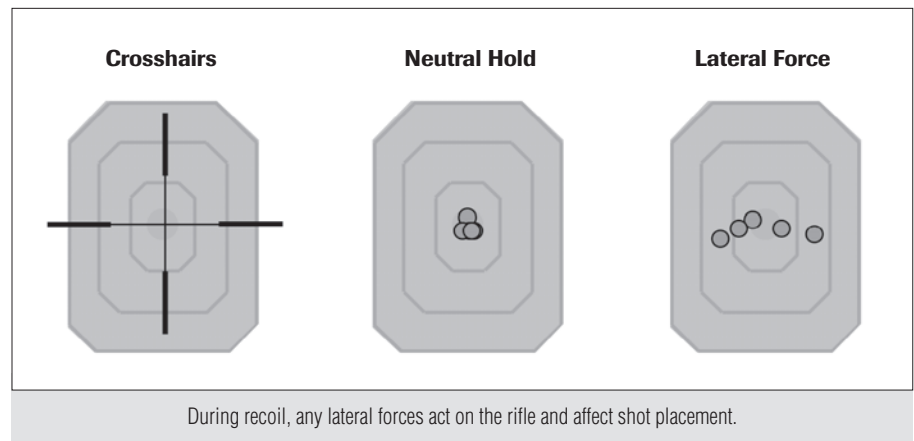 Crosshairs
Neutral Hold
Lateral Force
During recoil, any lateral forces act on the rifle and affect shot placement.